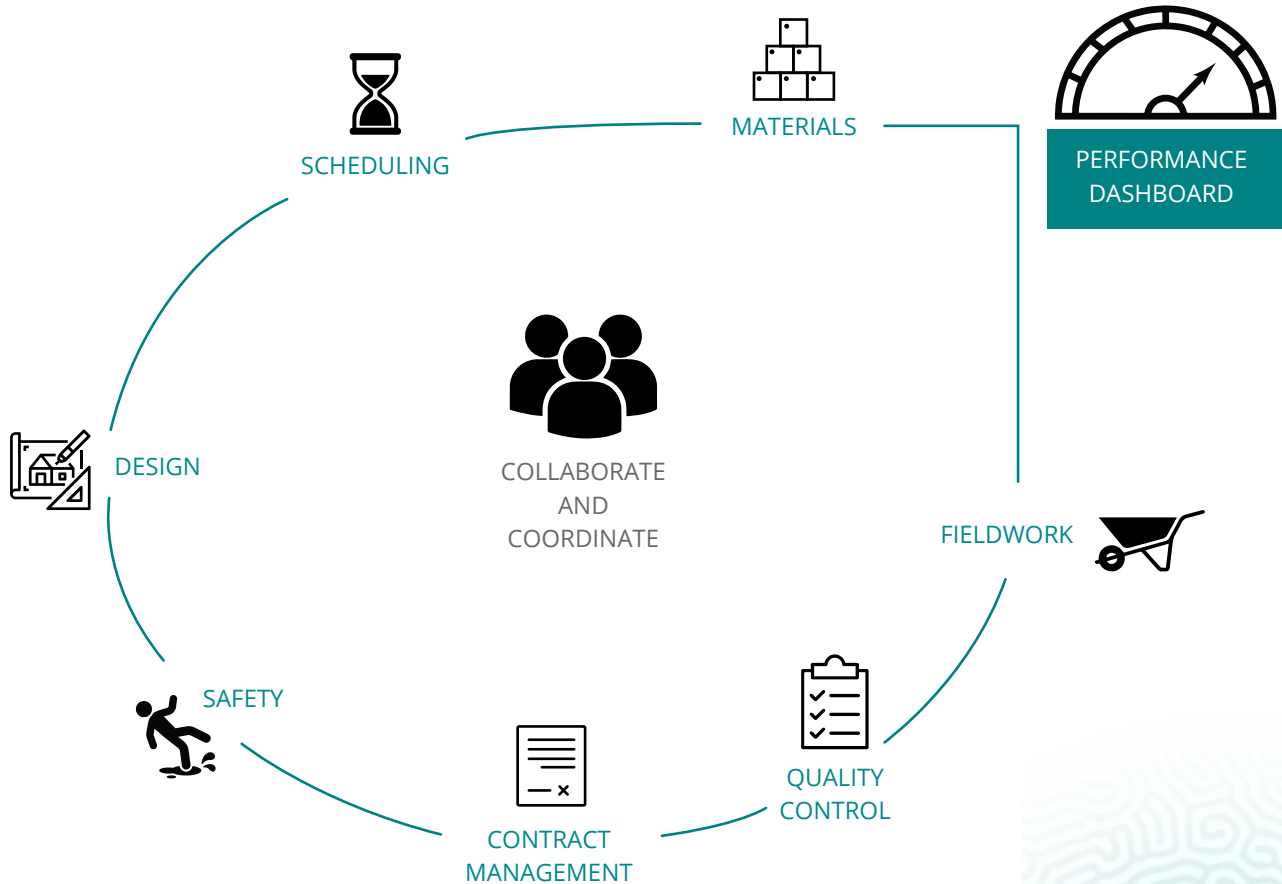 MATERIALS
SCHEDULING
PERFORMANCE
DASHBOARD
DESIGN
COLLABORATE
AND
COORDINATE
FIELDWORK
SAFETY
QUALITY
CONTROL
CONTRACT
MANAGEMENT